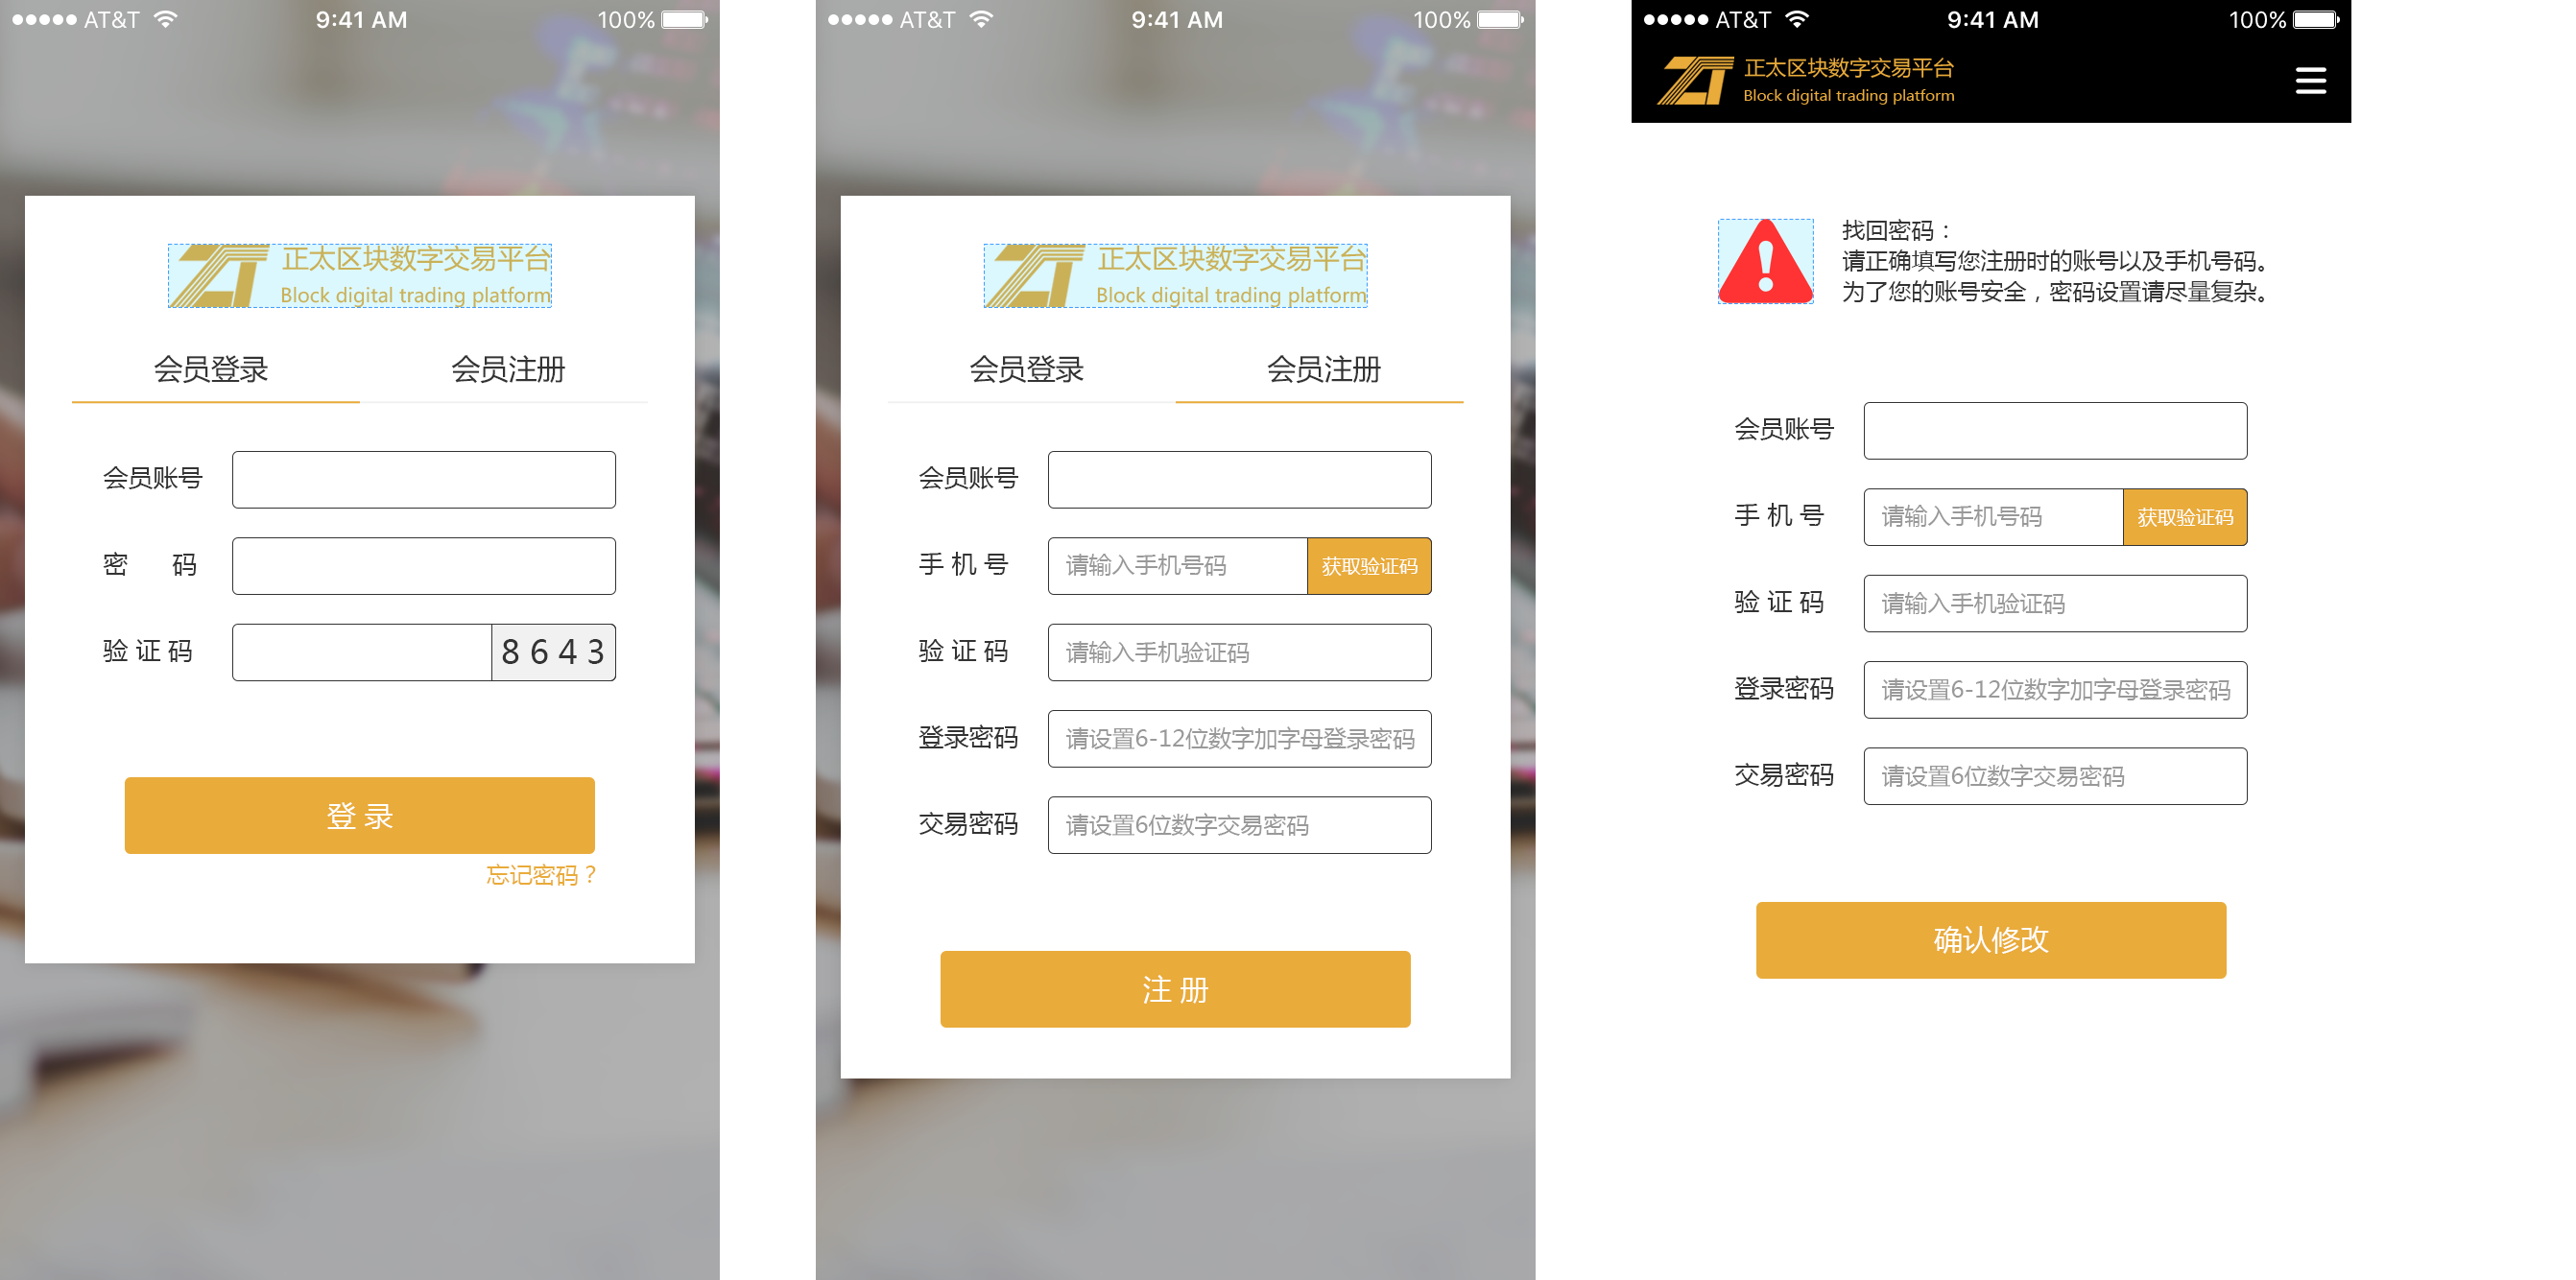 AT&T 9:41 AM 100%
正太区块数字交易平台
Block digital trading platform
会员登录 会员注册
会员账号
密 码
验 证 码 8 6 4 3
登 录
忘记密码？
AT&T 9:41 AM 100%
正太区块数字交易平台
Block digital trading platform
会员登录 会员注册
会员账号
手 机 号 请输入手机号码 获取验证码
验 证 码 请输入手机验证码
登录密码 请设置6-12位数字加字母登录密码
交易密码 请设置6位数字交易密码
注 册
AT&T 9:41 AM 100%
ZT 正太区块数字交易平台
Block digital trading platform
找回密码：
请正确填写您注册时的账号以及手机号码。
为了您的账号安全，密码设置请尽量复杂。
会员账号
手 机 号 请输入手机号码 获取验证码
验 证 码 请输入手机验证码
登录密码 请设置6-12位数字加字母登录密码
交易密码 请设置6位数字交易密码
确认修改